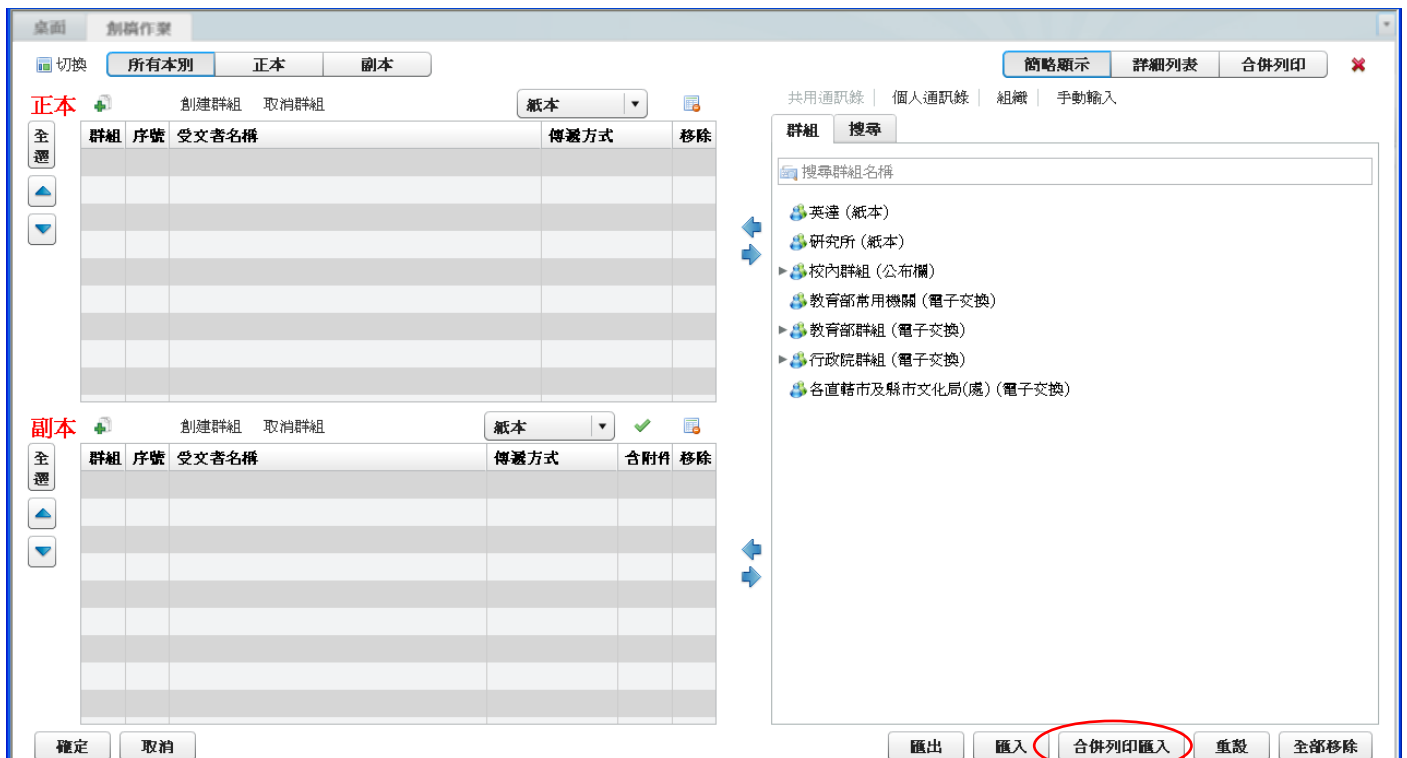 桌面 創稿作業
切換 所有本別 正本 副本 簡略顯示 詳細列表 合併列印
正本 創建群組 取消群組 紙本
共用通訊錄 個人通訊錄 組織 手動輸入
全選 群組 序號 受文者名稱 傳遞方式 移除
群組 搜尋
搜尋群組名稱
英達 (紙本)
研究所 (紙本)
校內群組 (公布欄)
教育部常用機關 (電子交換)
教育部群組 (電子交換)
行政院群組 (電子交換)
各直轄市及縣市文化局(處) (電子交換)
副本 創建群組 取消群組 紙本
全選 群組 序號 受文者名稱 傳遞方式 含附件 移除
確定 取消 匯出 匯入 合併列印匯入 重設 全部移除